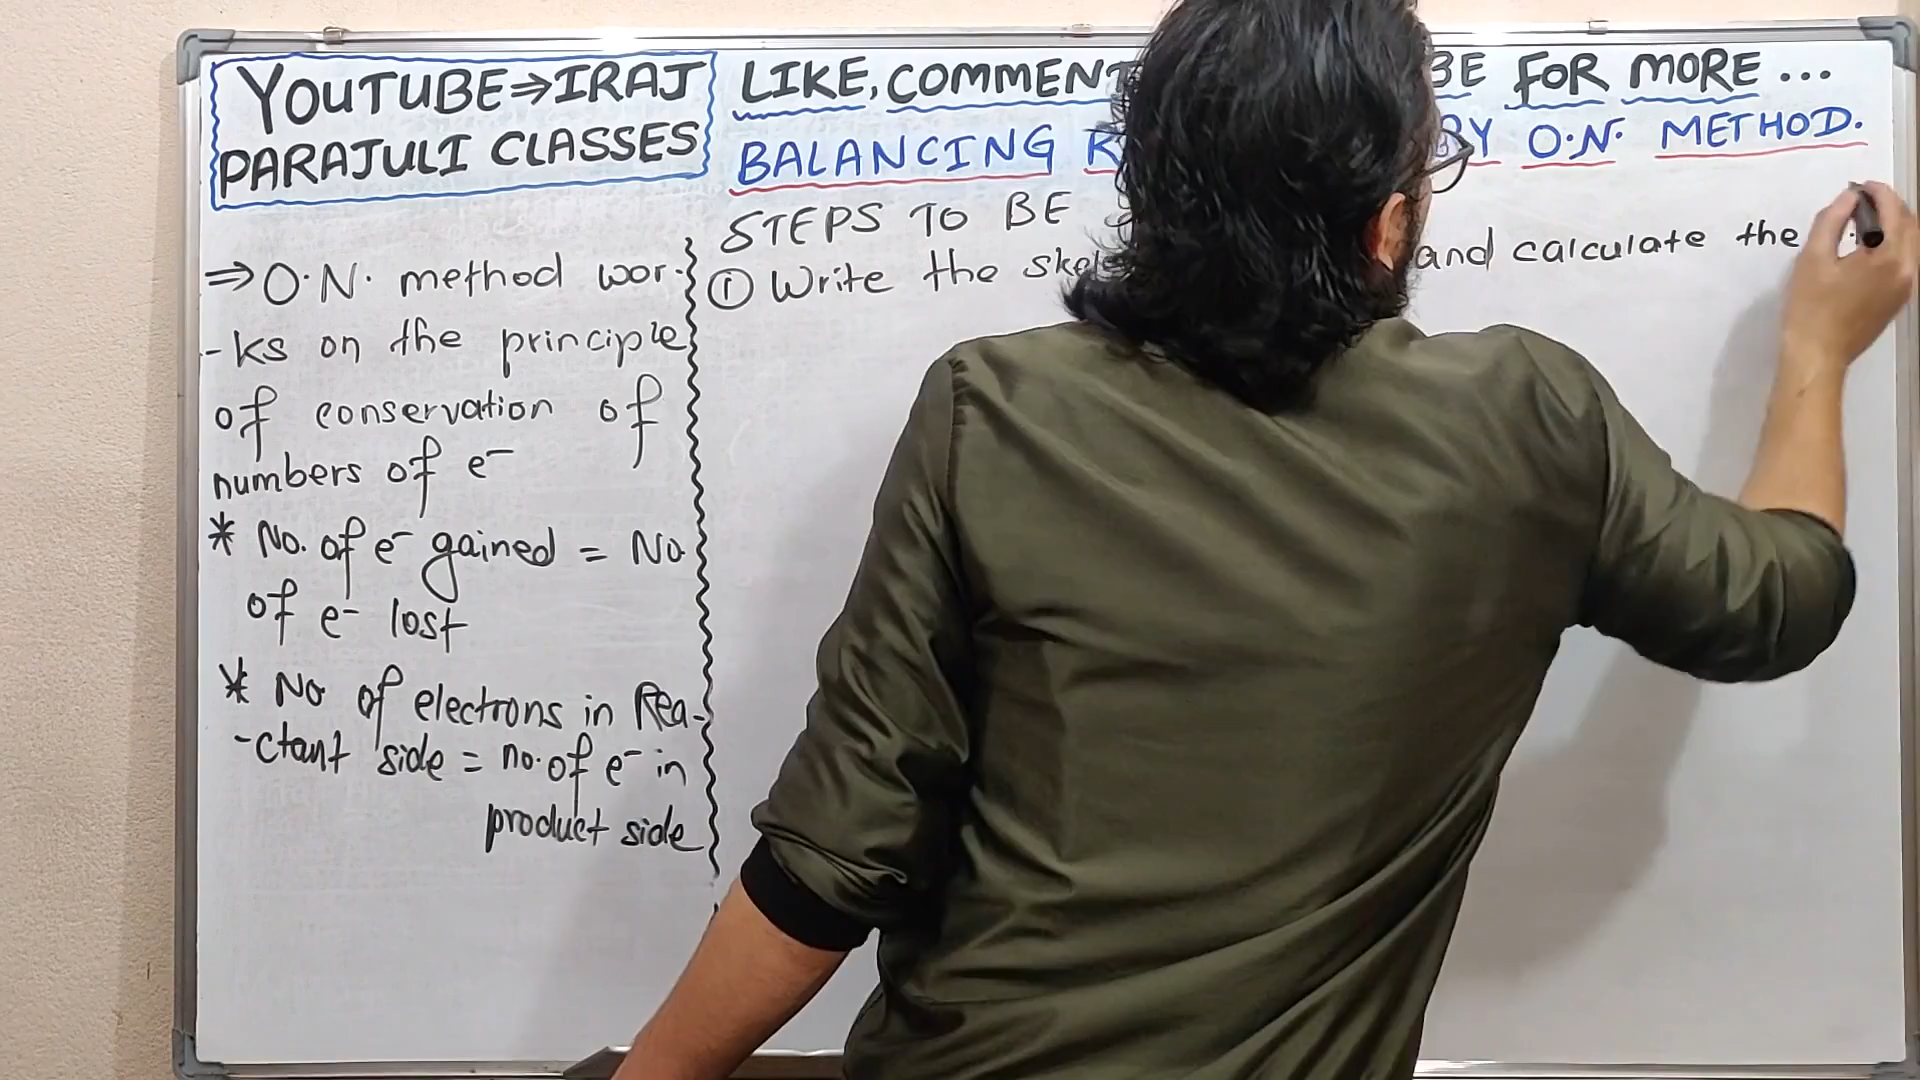 YOUTUBE⇒IRAJ
PARAJULI CLASSES
LIKE, COMMENT BE FOR MORE ...
BALANCING BY O.N. METHOD.
STEPS TO BE
① Write the and calculate the
⇒ O.N. method wor-
-ks on the principle
of conservation of
numbers of e⁻
* No. of e⁻ gained = No.
of e⁻ lost
* No of electrons in Rea-
-ctant side = no. of e⁻ in
product side